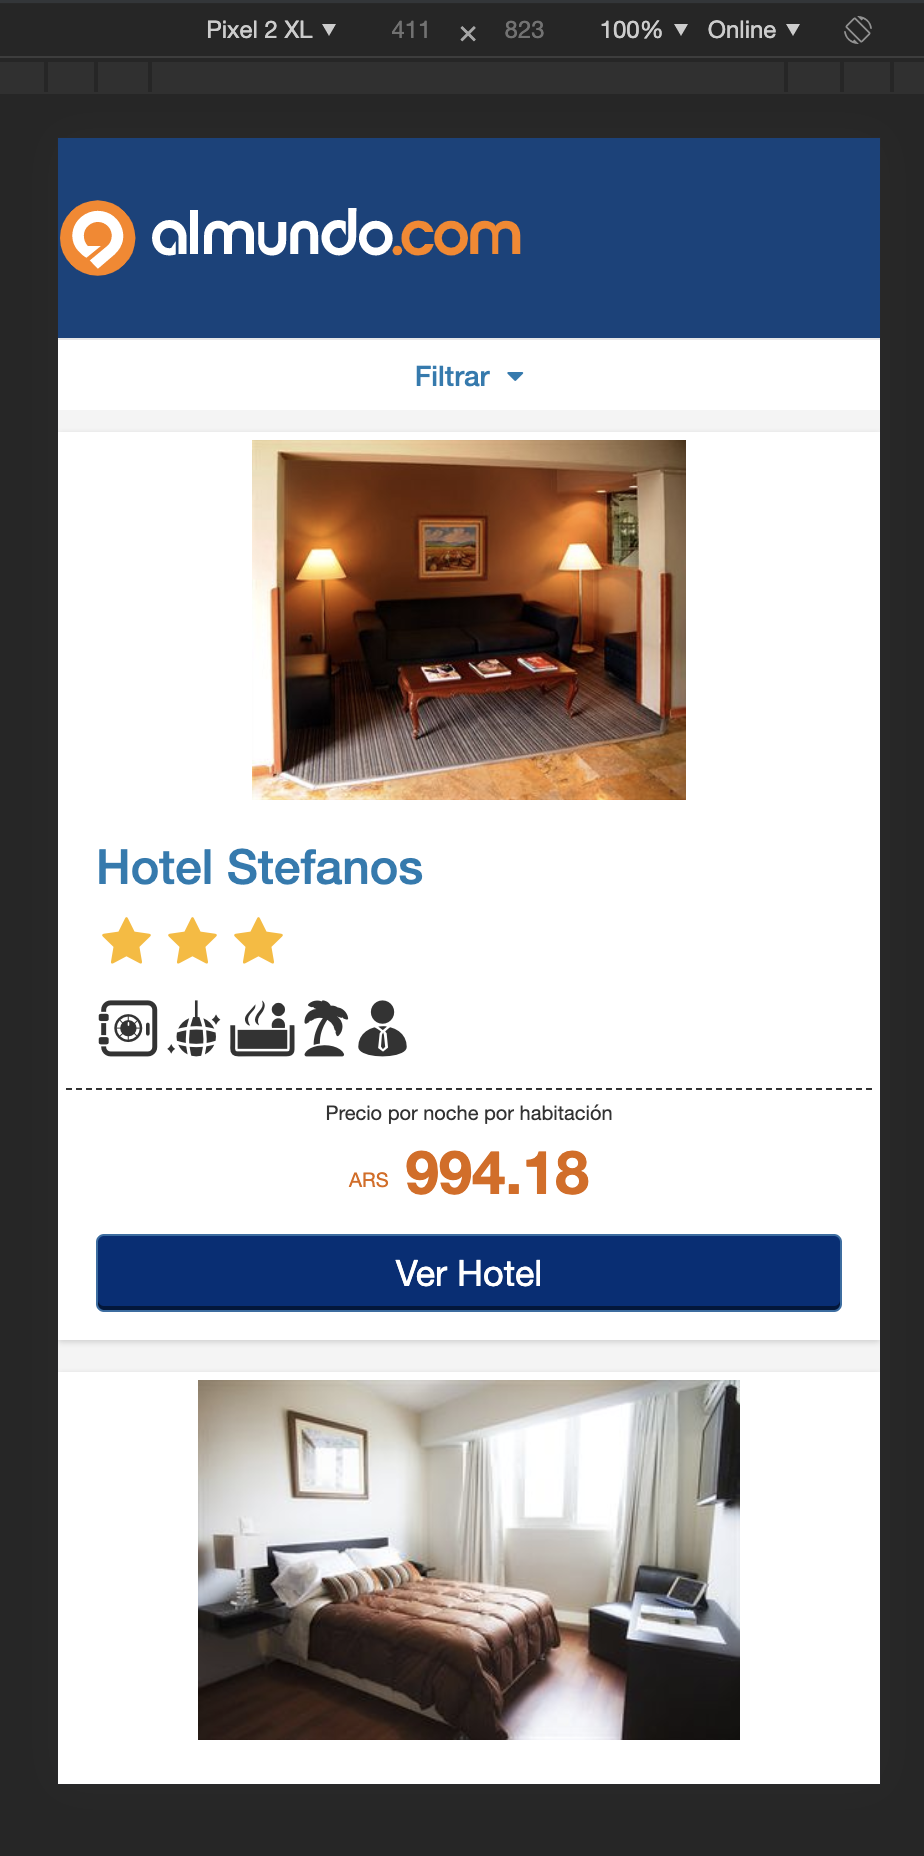 Pixel 2 XL ▼ 411 × 823 100% ▼ Online ▼
almundo.com
Filtrar
Hotel Stefanos
Precio por noche por habitación
ARS 994.18
Ver Hotel